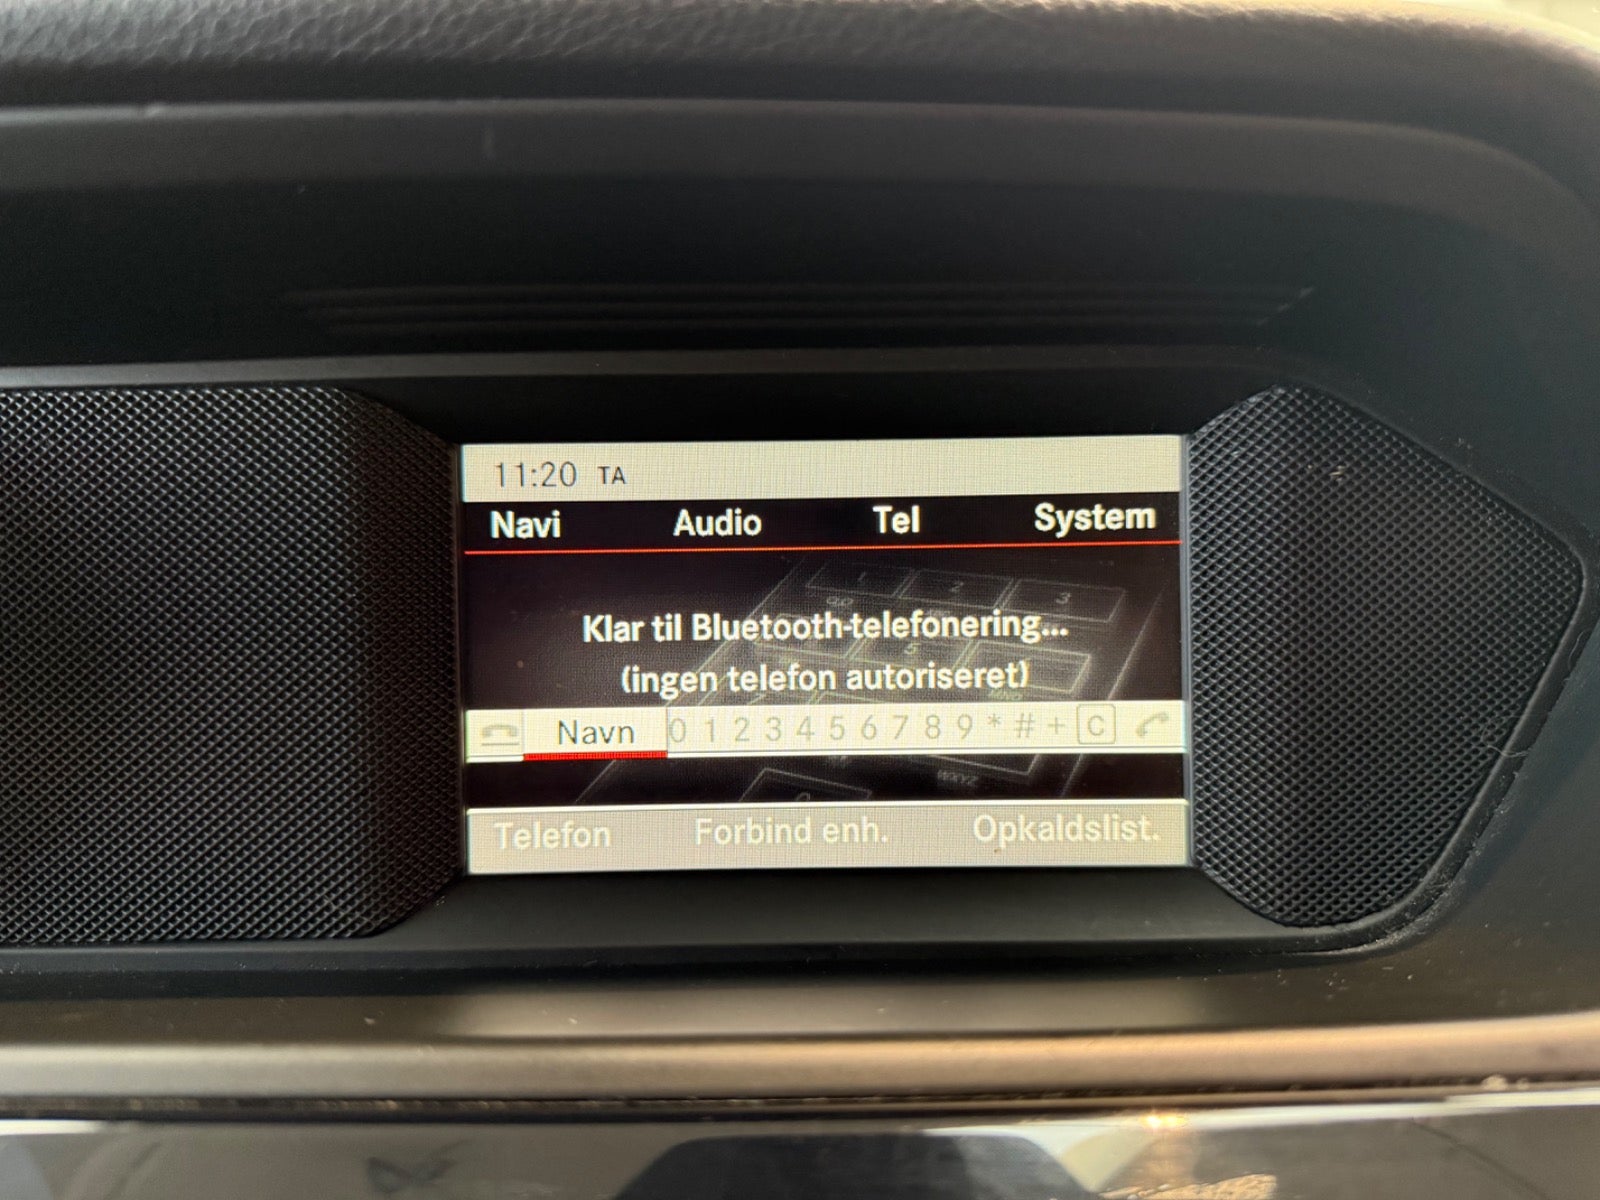 11:20 TA
Navi Audio Tel System
Klar til Bluetooth-telefonering...
(ingen telefon autoriseret)
Navn 0 1 2 3 4 5 6 7 8 9 * # + C
Telefon Forbind enh. Opkaldslist.